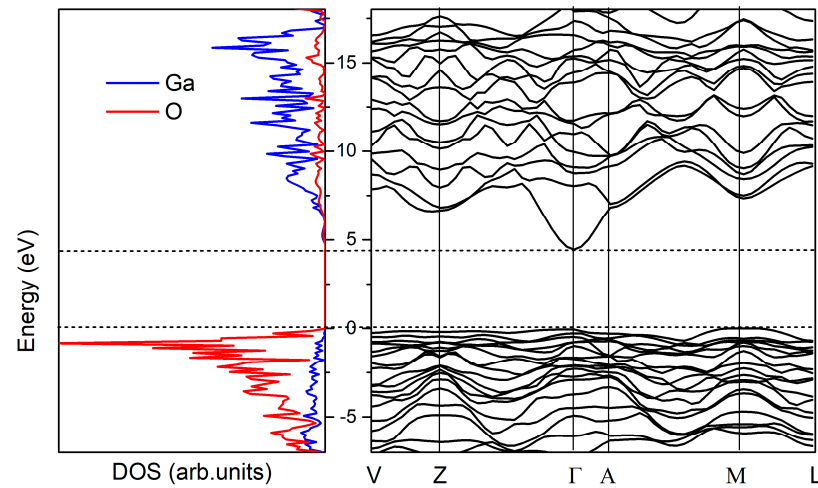 Energy (eV)
Ga
O
15
10
5
0
-5
DOS (arb.units)
V Z Γ A M L